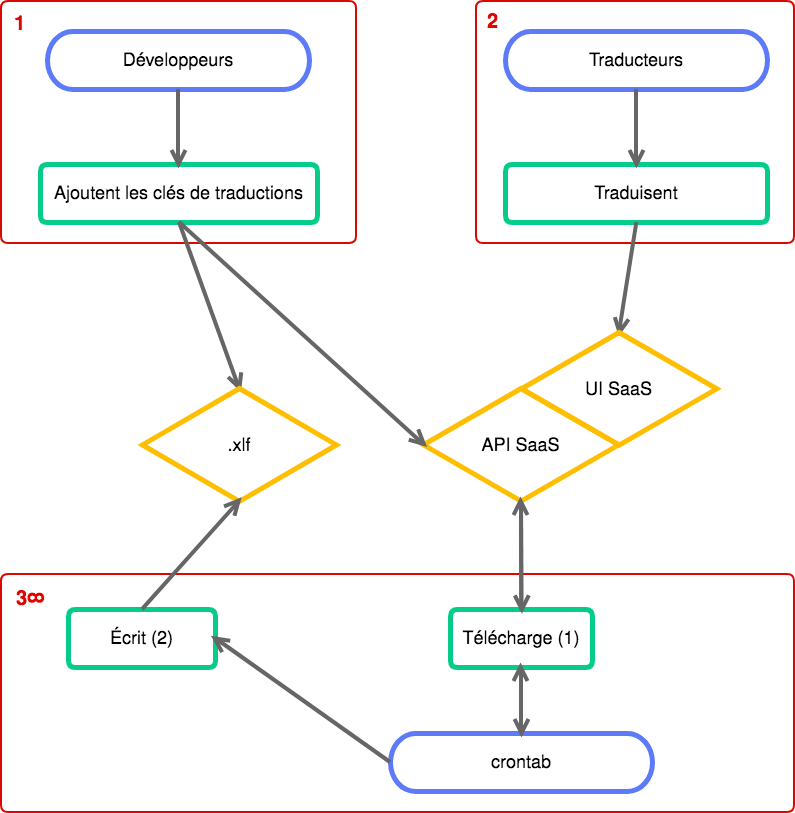 1
Développeurs
Ajoutent les clés de traductions
2
Traducteurs
Traduisent
UI SaaS
API SaaS
.xlf
3∞
Écrit (2)
Télécharge (1)
crontab